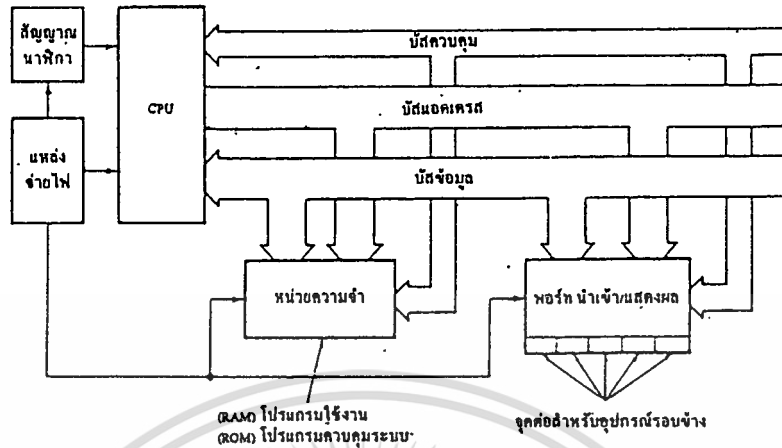 สัญญาณ
นาฬิกา
CPU
บัสควบคุม
บัสแอดเดรส
แหล่ง
จ่ายไฟ
บัสข้อมูล
หน่วยความจำ
พอร์ท นำเข้า/แสดงผล
(RAM) โปรแกรมใช้งาน
(ROM) โปรแกรมควบคุมระบบ
จุดต่อสำหรับอุปกรณ์รอบข้าง